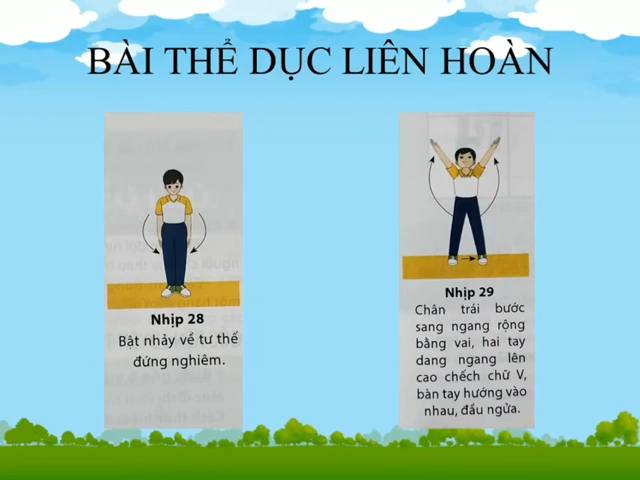 BÀI THỂ DỤC LIÊN HOÀN
Nhịp 28
Bật nhảy về tư thế
đứng nghiêm.
Nhịp 29
Chân trái bước
sang ngang rộng
bằng vai, hai tay
dang ngang lên
cao chếch chữ V,
bàn tay hướng vào
nhau, đầu ngửa.